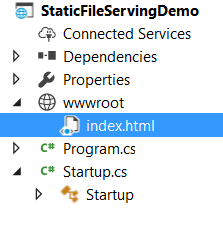 StaticFileServingDemo
Connected Services
Dependencies
Properties
wwwroot
index.html
C# Program.cs
C# Startup.cs
Startup